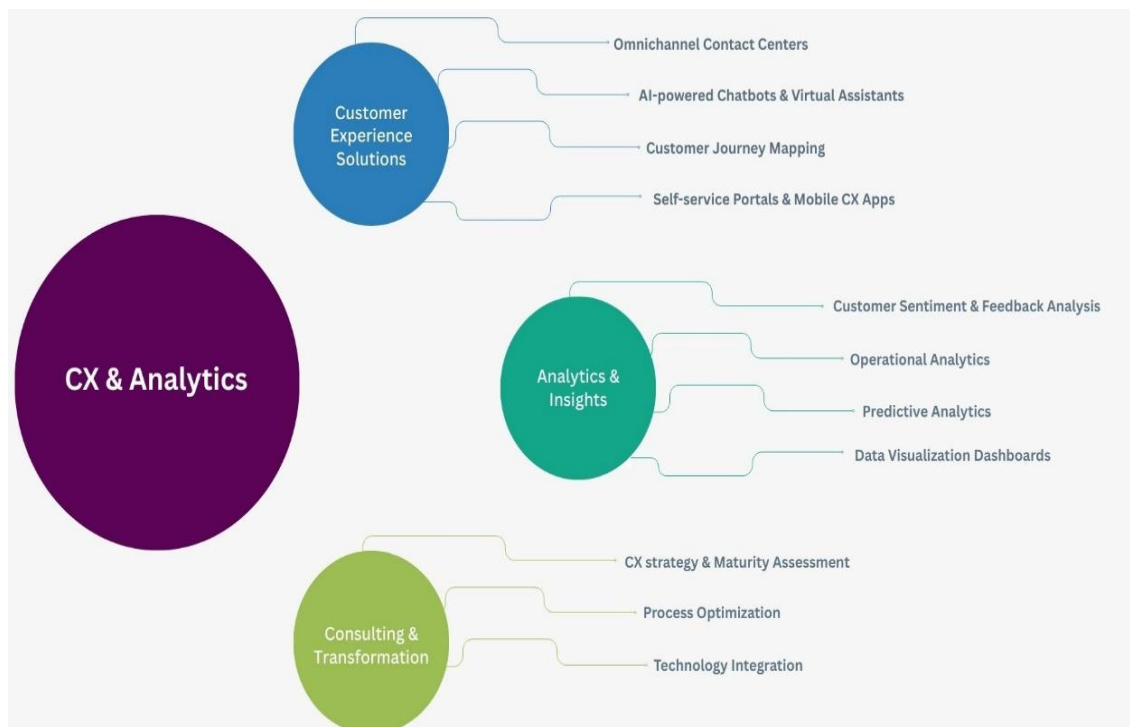 CX & Analytics
Customer
Experience
Solutions
Omnichannel Contact Centers
AI-powered Chatbots & Virtual Assistants
Customer Journey Mapping
Self-service Portals & Mobile CX Apps
Analytics &
Insights
Customer Sentiment & Feedback Analysis
Operational Analytics
Predictive Analytics
Data Visualization Dashboards
Consulting &
Transformation
CX strategy & Maturity Assessment
Process Optimization
Technology Integration